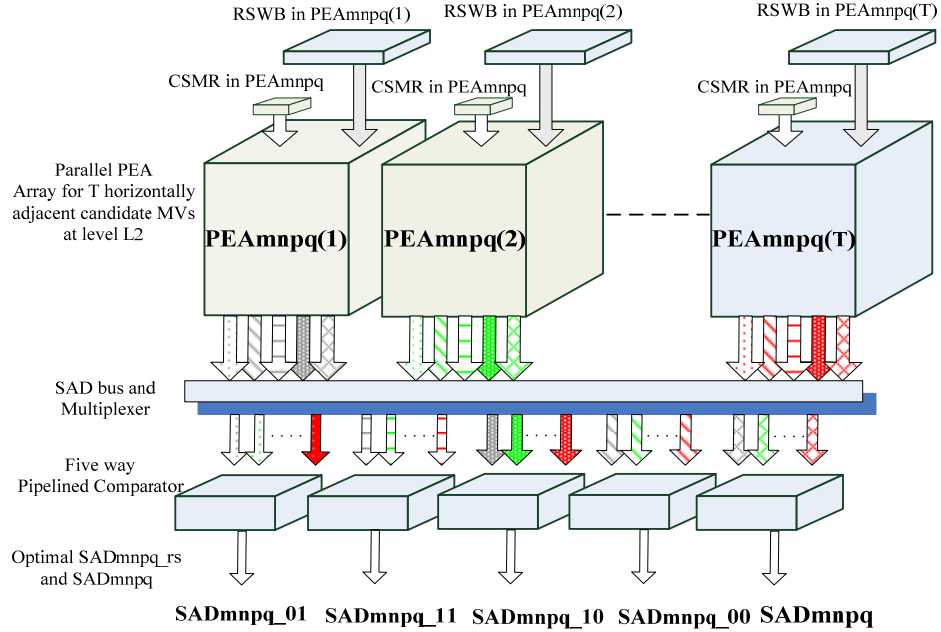 RSWB in PEAmnpq(1)
RSWB in PEAmnpq(2)
RSWB in PEAmnpq(T)
CSMR in PEAmnpq
CSMR in PEAmnpq
CSMR in PEAmnpq
Parallel PEA
Array for T horizontally
adjacent candidate MVs
at level L2
PEAmnpq(1)
PEAmnpq(2)
PEAmnpq(T)
SAD bus and
Multiplexer
Five way
Pipelined Comparator
Optimal SADmnpq_rs
and SADmnpq
SADmnpq_01
SADmnpq_11
SADmnpq_10
SADmnpq_00
SADmnpq